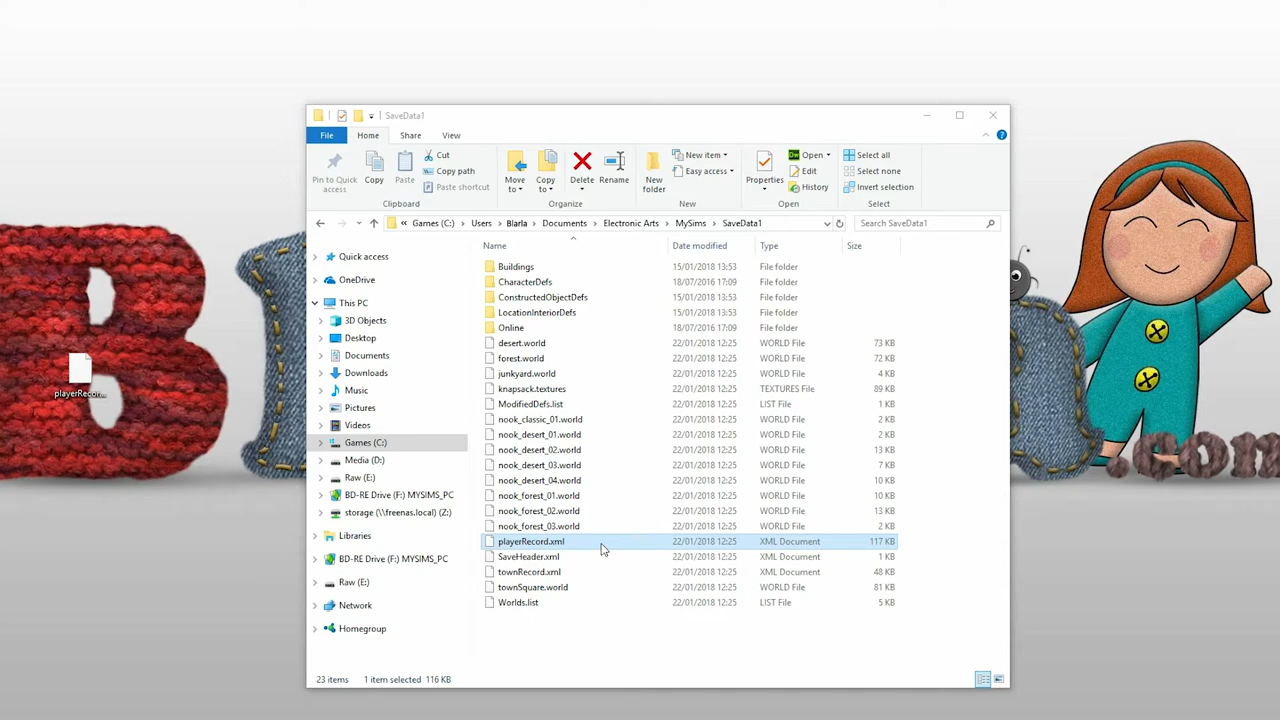 SaveData1
File Home Share View
Pin to Quick access
Copy
Paste
Cut
Copy path
Paste shortcut
Move to
Copy to
Delete
Rename
New folder
New item
Easy access
Properties
Open
Edit
History
Select all
Select none
Invert selection
Clipboard Organize New Open Select
« Games (C:) Users Blarla Documents Electronic Arts MySims SaveData1
Search SaveData1
Quick access
OneDrive
This PC
3D Objects
Desktop
Documents
Downloads
Music
Pictures
Videos
Games (C:)
Media (D:)
Raw (E:)
BD-RE Drive (F:) MYSIMS
storage (\\freenas.local) (Z:)
Libraries
BD-RE Drive (F:) MYSIMS_PC
Raw (E:)
Network
Homegroup
Name Date modified Type Size
Buildings 15/01/2018 13:53 File folder
CharacterDefs 18/07/2016 17:09 File folder
ConstructedObjectDefs 15/01/2018 13:53 File folder
LocationInteriorDefs 15/01/2018 13:53 File folder
Online 18/07/2016 17:09 File folder
desert.world 22/01/2018 12:25 WORLD File 73 KB
forest.world 22/01/2018 12:25 WORLD File 72 KB
junkyard.world 22/01/2018 12:25 WORLD File 4 KB
knapsack.textures 22/01/2018 12:25 TEXTURES File 89 KB
ModifiedDefs.list 22/01/2018 12:25 LIST File 1 KB
nook_classic_01.world 22/01/2018 12:25 WORLD File 2 KB
nook_desert_01.world 22/01/2018 12:25 WORLD File 2 KB
nook_desert_02.world 22/01/2018 12:25 WORLD File 13 KB
nook_desert_03.world 22/01/2018 12:25 WORLD File 7 KB
nook_desert_04.world 22/01/2018 12:25 WORLD File 10 KB
nook_forest_01.world 22/01/2018 12:25 WORLD File 10 KB
nook_forest_02.world 22/01/2018 12:25 WORLD File 13 KB
nook_forest_03.world 22/01/2018 12:25 WORLD File 2 KB
playerRecord.xml 22/01/2018 12:25 XML Document 117 KB
SaveHeader.xml 22/01/2018 12:25 XML Document 1 KB
townRecord.xml 22/01/2018 12:25 XML Document 48 KB
townSquare.world 22/01/2018 12:25 WORLD File 81 KB
Worlds.list 22/01/2018 12:25 LIST File 5 KB
23 items 1 item selected 116 KB
playerRecor...
B
.com